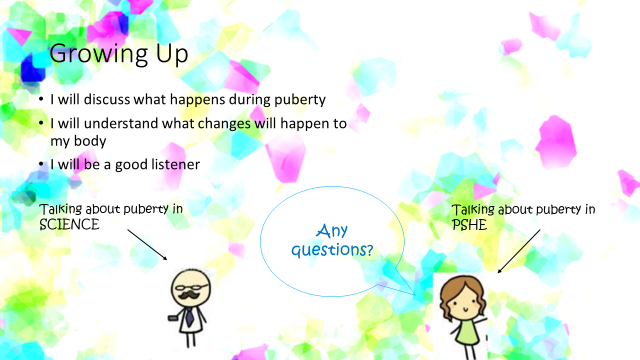 Growing Up
• I will discuss what happens during puberty
• I will understand what changes will happen to
my body
• I will be a good listener
Talking about puberty in
SCIENCE
Any
questions?
Talking about puberty in
PSHE